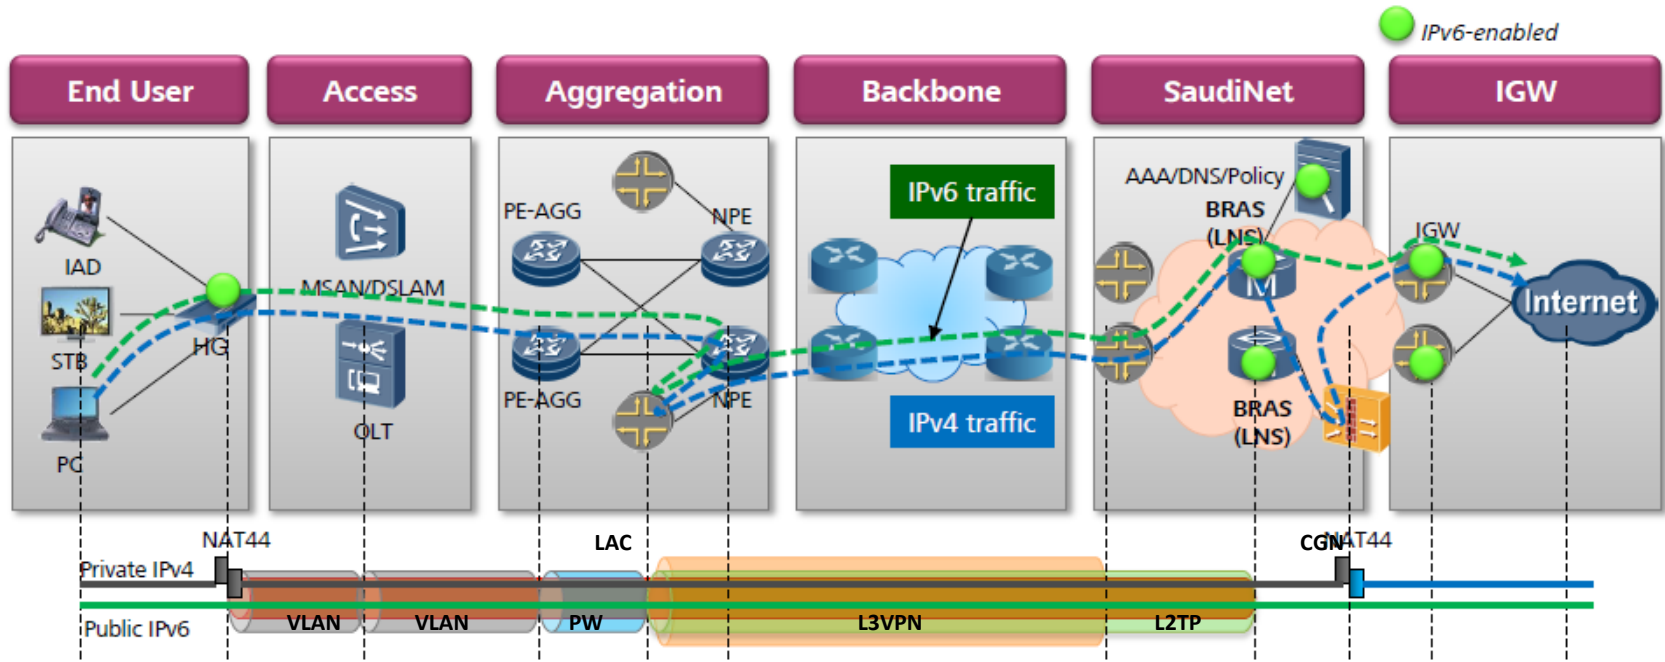 IPv6-enabled
End User
Access
Aggregation
Backbone
SaudiNet
IGW
IAD
STB
PC
HG
MSAN/DSLAM
OLT
PE-AGG
NPE
PE-AGG
NPE
IPv6 traffic
IPv4 traffic
AAA/DNS/Policy
BRAS
(LNS)
M
BRAS
(LNS)
IGW
Internet
NAT44
LAC
CGN
NAT44
Private IPv4
Public IPv6
VLAN
VLAN
PW
L3VPN
L2TP